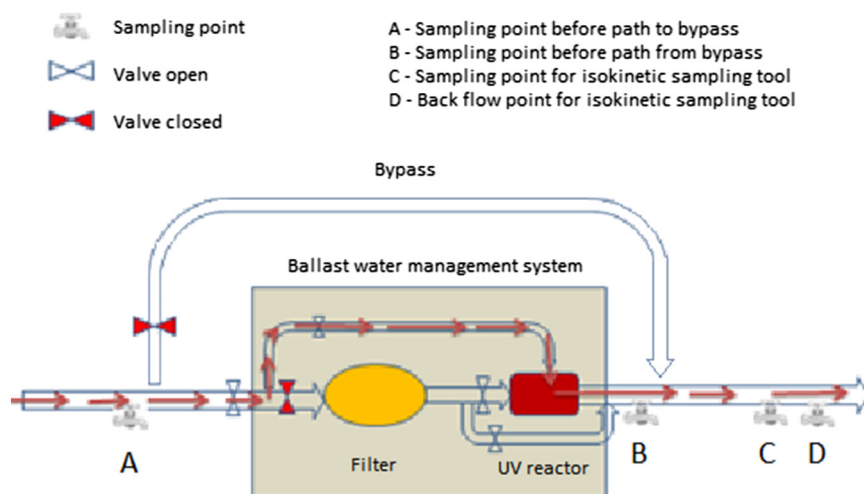 Sampling point
Valve open
Valve closed
A - Sampling point before path to bypass
B - Sampling point before path from bypass
C - Sampling point for isokinetic sampling tool
D - Back flow point for isokinetic sampling tool
Bypass
Ballast water management system
Filter
UV reactor
A
B
C
D